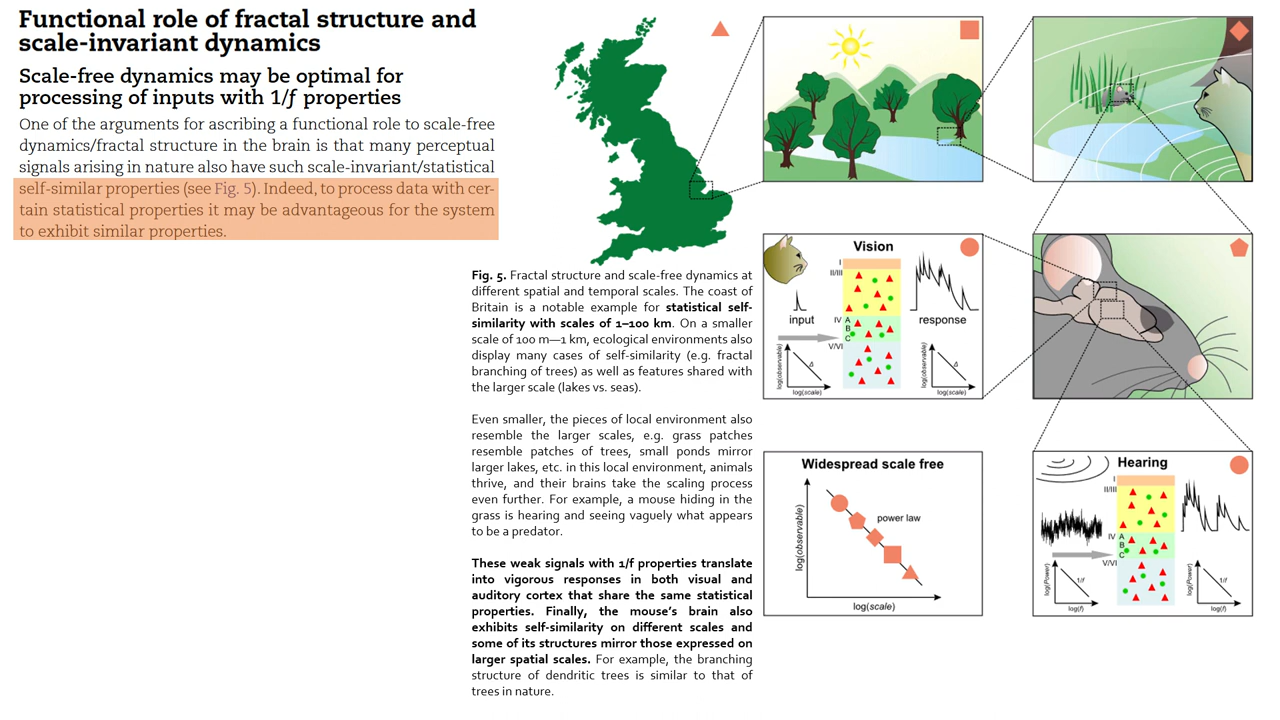 Functional role of fractal structure and
scale-invariant dynamics
Scale-free dynamics may be optimal for
processing of inputs with 1/f properties
One of the arguments for ascribing a functional role to scale-free
dynamics/fractal structure in the brain is that many perceptual
signals arising in nature also have such scale-invariant/statistical
self-similar properties (see Fig. 5). Indeed, to process data with cer-
tain statistical properties it may be advantageous for the system
to exhibit similar properties.
Fig. 5. Fractal structure and scale-free dynamics at
different spatial and temporal scales. The coast of
Britain is a notable example for statistical self-
similarity with scales of 1–100 km. On a smaller
scale of 100 m—1 km, ecological environments also
display many cases of self-similarity (e.g. fractal
branching of trees) as well as features shared with
the larger scale (lakes vs. seas).
Even smaller, the pieces of local environment also
resemble the larger scales, e.g. grass patches
resemble patches of trees, small ponds mirror
larger lakes, etc. in this local environment, animals
thrive, and their brains take the scaling process
even further. For example, a mouse hiding in the
grass is hearing and seeing vaguely what appears
to be a predator.
These weak signals with 1/f properties translate
into vigorous responses in both visual and
auditory cortex that share the same statistical
properties. Finally, the mouse's brain also
exhibits self-similarity on different scales and
some of its structures mirror those expressed on
larger spatial scales. For example, the branching
structure of dendritic trees is similar to that of
trees in nature.
Vision
I
II/III
input
IV A
B
C
V/VI
response
log(observable)
Δ
log(scale)
log(observable)
Δ
log(scale)
Widespread scale free
power law
log(observable)
log(scale)
Hearing
I
II/III
IV A
B
C
V/VI
log(Power)
1/f
log(f)
log(Power)
1/f
log(f)